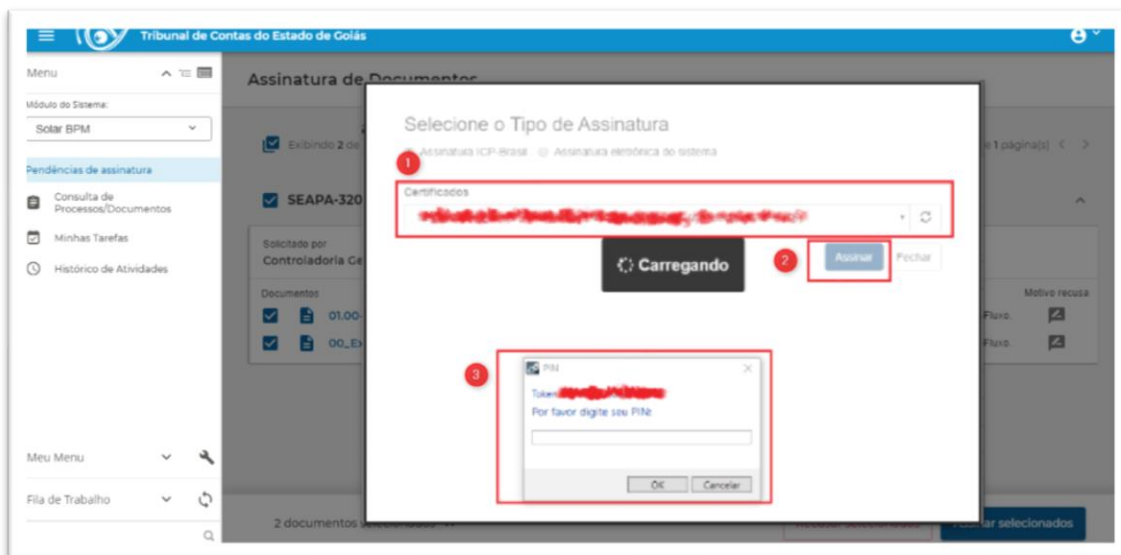 Tribunal de Contas do Estado de Goiás
Menu
Assinatura de Documentos
Módulo do Sistema:
Solar BPM
Selecione o Tipo de Assinatura
Exibindo 2 de
e 1 página(s)
1
Assinatura ICP-Brasil Assinatura eletrônica do sistema
Pendências de assinatura
Certificados
Consulta de
Processos/Documentos
SEAPA-320
Minhas Tarefas
Solicitado por
Controladoria Ge
Carregando
2
Assinar
Fechar
Histórico de Atividades
Documentos
Motivo recusa
01.00-
Fluxo.
00_Ex
Fluxo.
3
PIN
Token
Por favor digite seu PIN:
OK
Cancelar
Meu Menu
Fila de Trabalho
2 documentos
selecionados